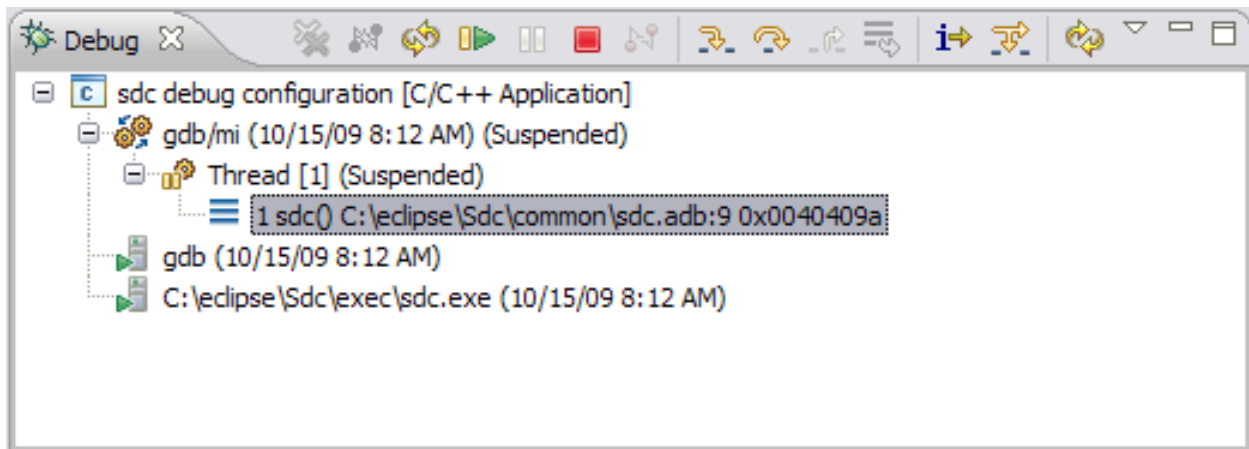 Debug
C sdc debug configuration [C/C++ Application]
gdb/mi (10/15/09 8:12 AM) (Suspended)
Thread [1] (Suspended)
1 sdc() C:\eclipse\Sdc\common\sdc.adb:9 0x0040409a
gdb (10/15/09 8:12 AM)
C:\eclipse\Sdc\exec\sdc.exe (10/15/09 8:12 AM)